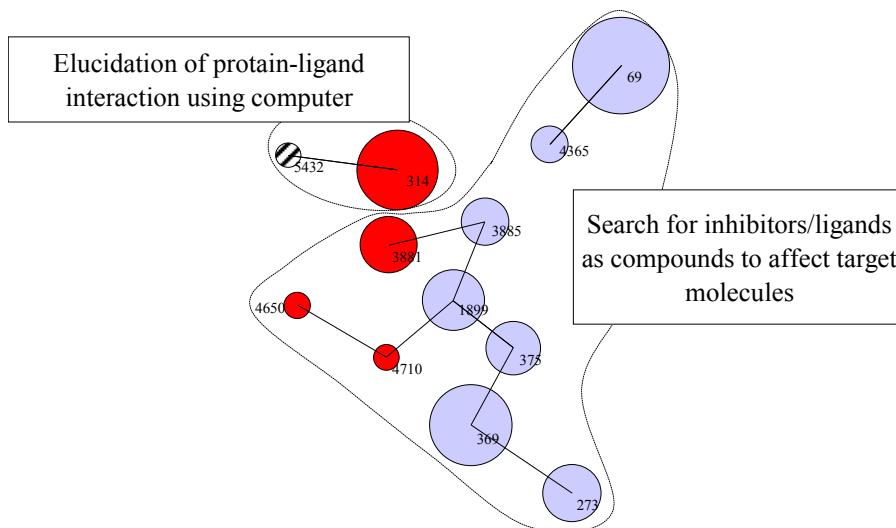 Elucidation of protain-ligand
interaction using computer
69
4365
5432
314
3885
3881
Search for inhibitors/ligands
as compounds to affect target
molecules
4650
1899
4710
375
369
273